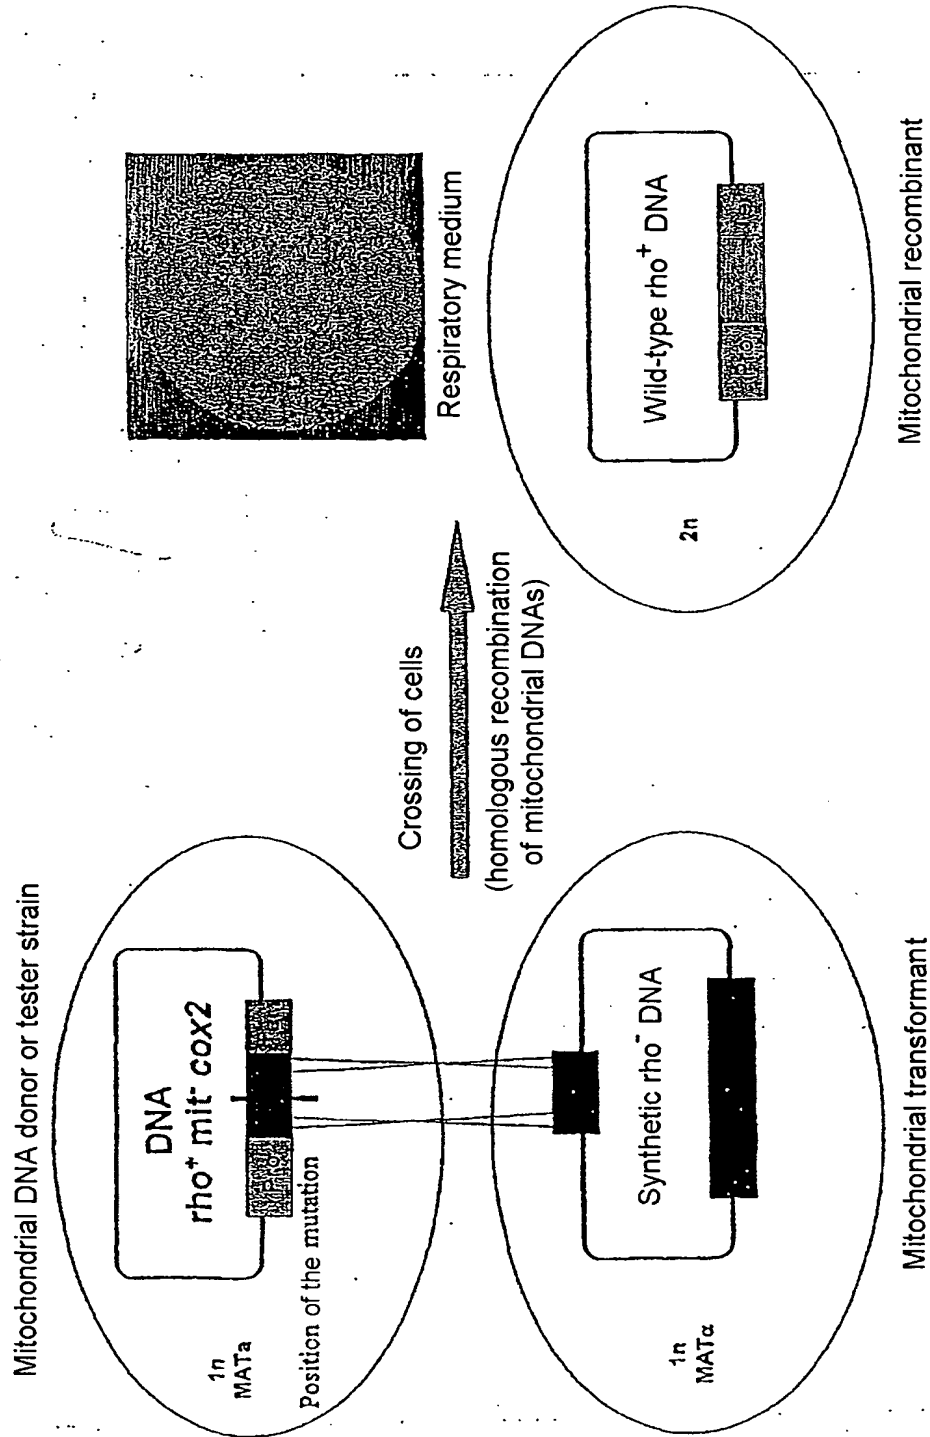 Mitochondrial DNA donor or tester strain
DNA
rho⁺ mit⁻ cox2
1n
MATa
Position of the mutation
Synthetic rho⁻ DNA
1n
MATα
Mitochondrial transformant
Crossing of cells
(homologous recombination
of mitochondrial DNAs)
Respiratory medium
Wild-type rho⁺ DNA
2n
Mitochondrial recombinant